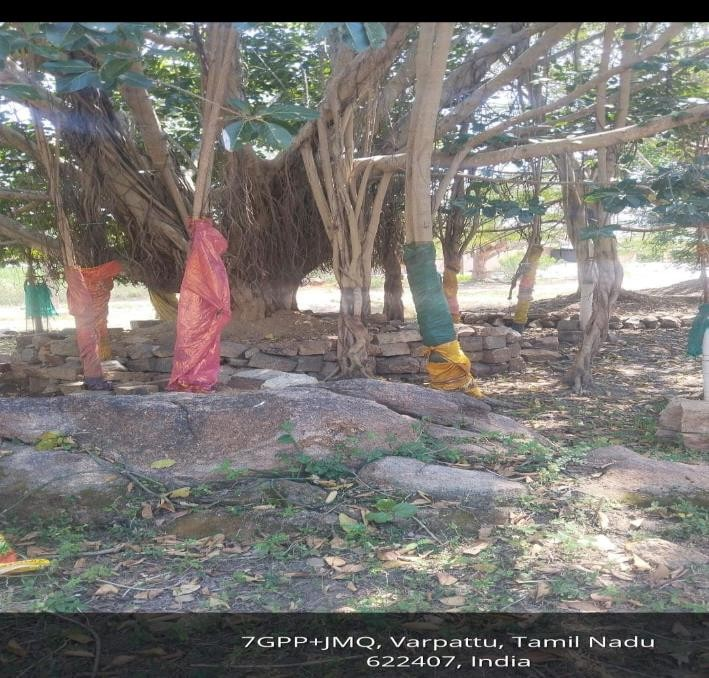 7GPP+JMQ, Varpattu, Tamil Nadu
622407, India